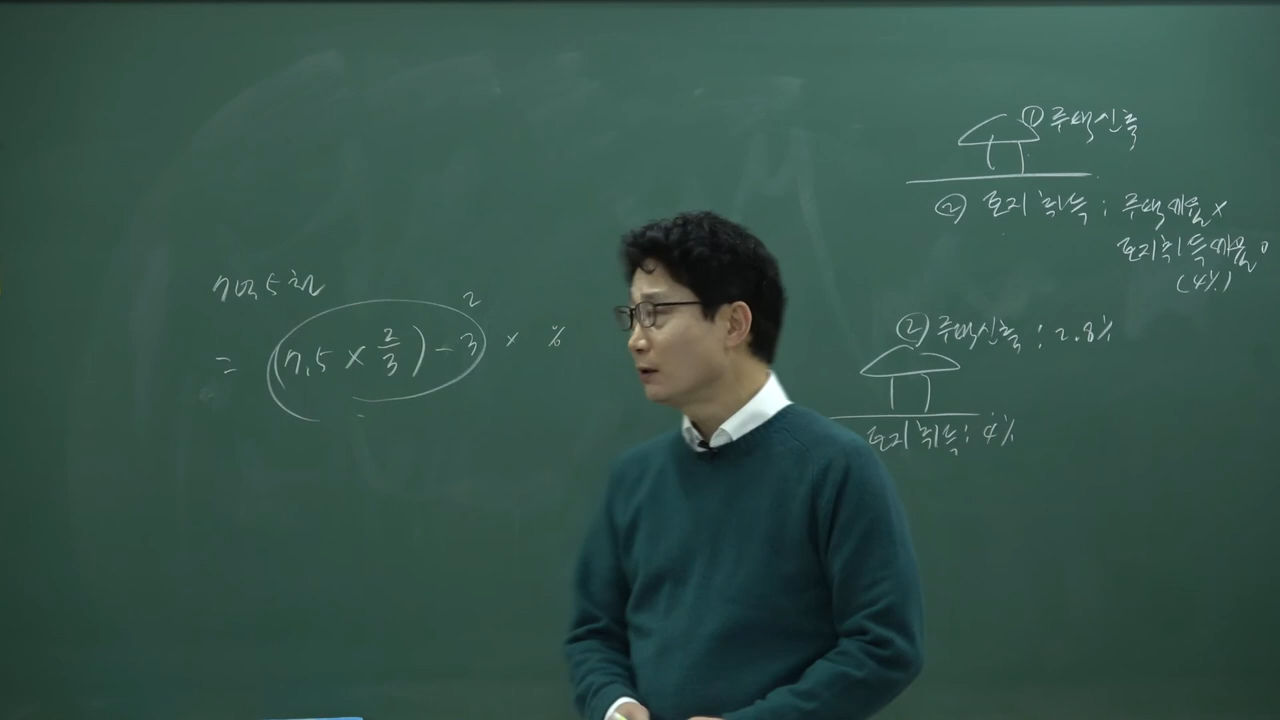 7억 5천
2
= (7.5 × 2/3) - 3 × %
① 주택신축
② 토지취득 : 주택세율 ×
토지취득세율 o
(4%)
② 주택신축 : 2.8%
토지취득 : 4%